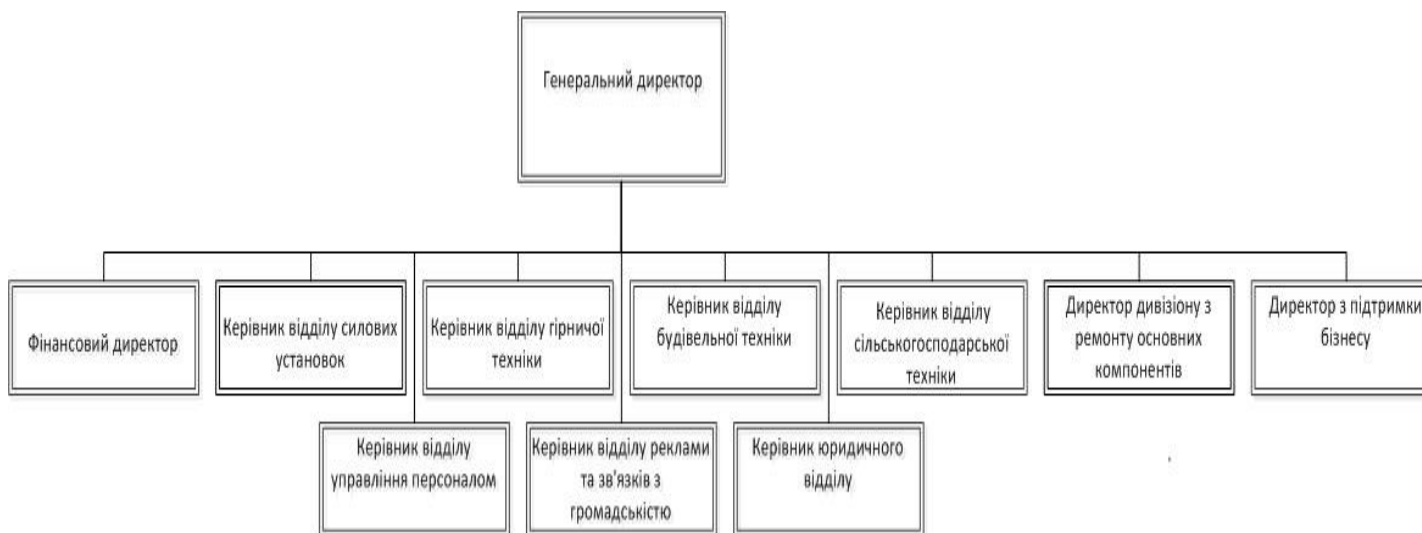 Генеральний директор
Фінансовий директор
Керівник відділу силових
установок
Керівник відділу гірничої
техніки
Керівник відділу
будівельної техніки
Керівник відділу
сільськогосподарської
техніки
Директор дивізіону з
ремонту основних
компонентів
Директор з підтримки
бізнесу
Керівник відділу
управління персоналом
Керівник відділу реклами
та зв'язків з
громадськістю
Керівник юридичного
відділу